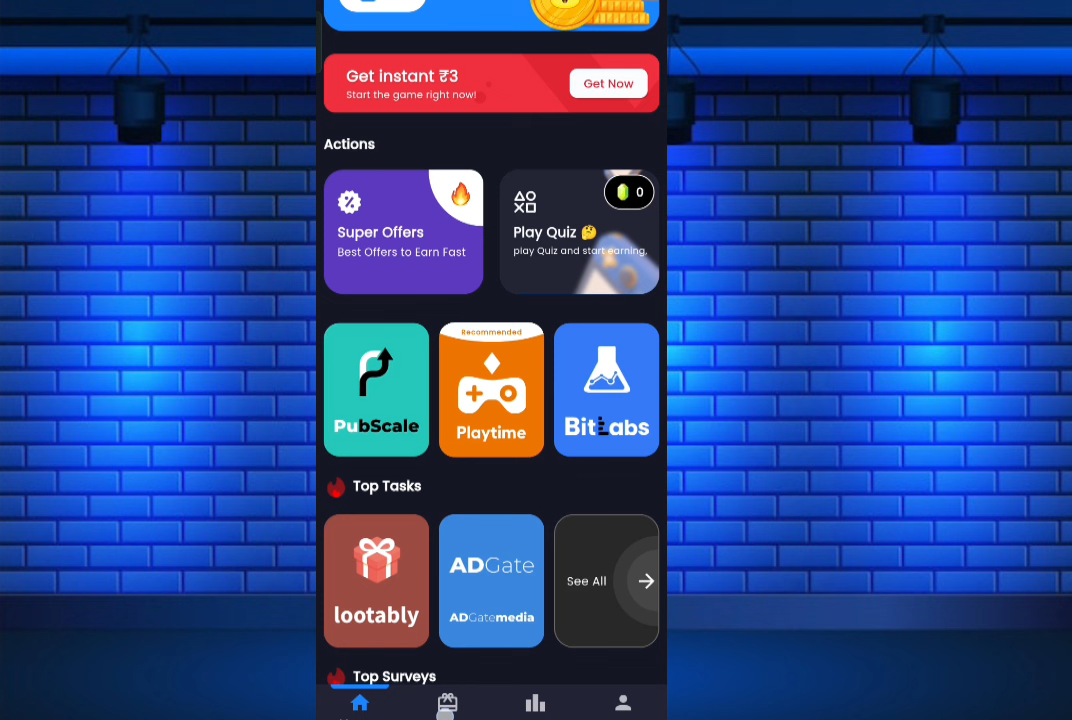 Get instant ₹3
Start the game right now!
Get Now
Actions
Super Offers
Best Offers to Earn Fast
0
Play Quiz 🤔
play Quiz and start earning,
PubScale
Recommended
Playtime
BitLabs
Top Tasks
lootably
ADGate
ADGatemedia
See All
Top Surveys